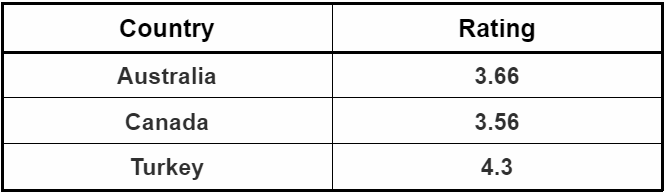 Country Rating
Australia 3.66
Canada 3.56
Turkey 4.3